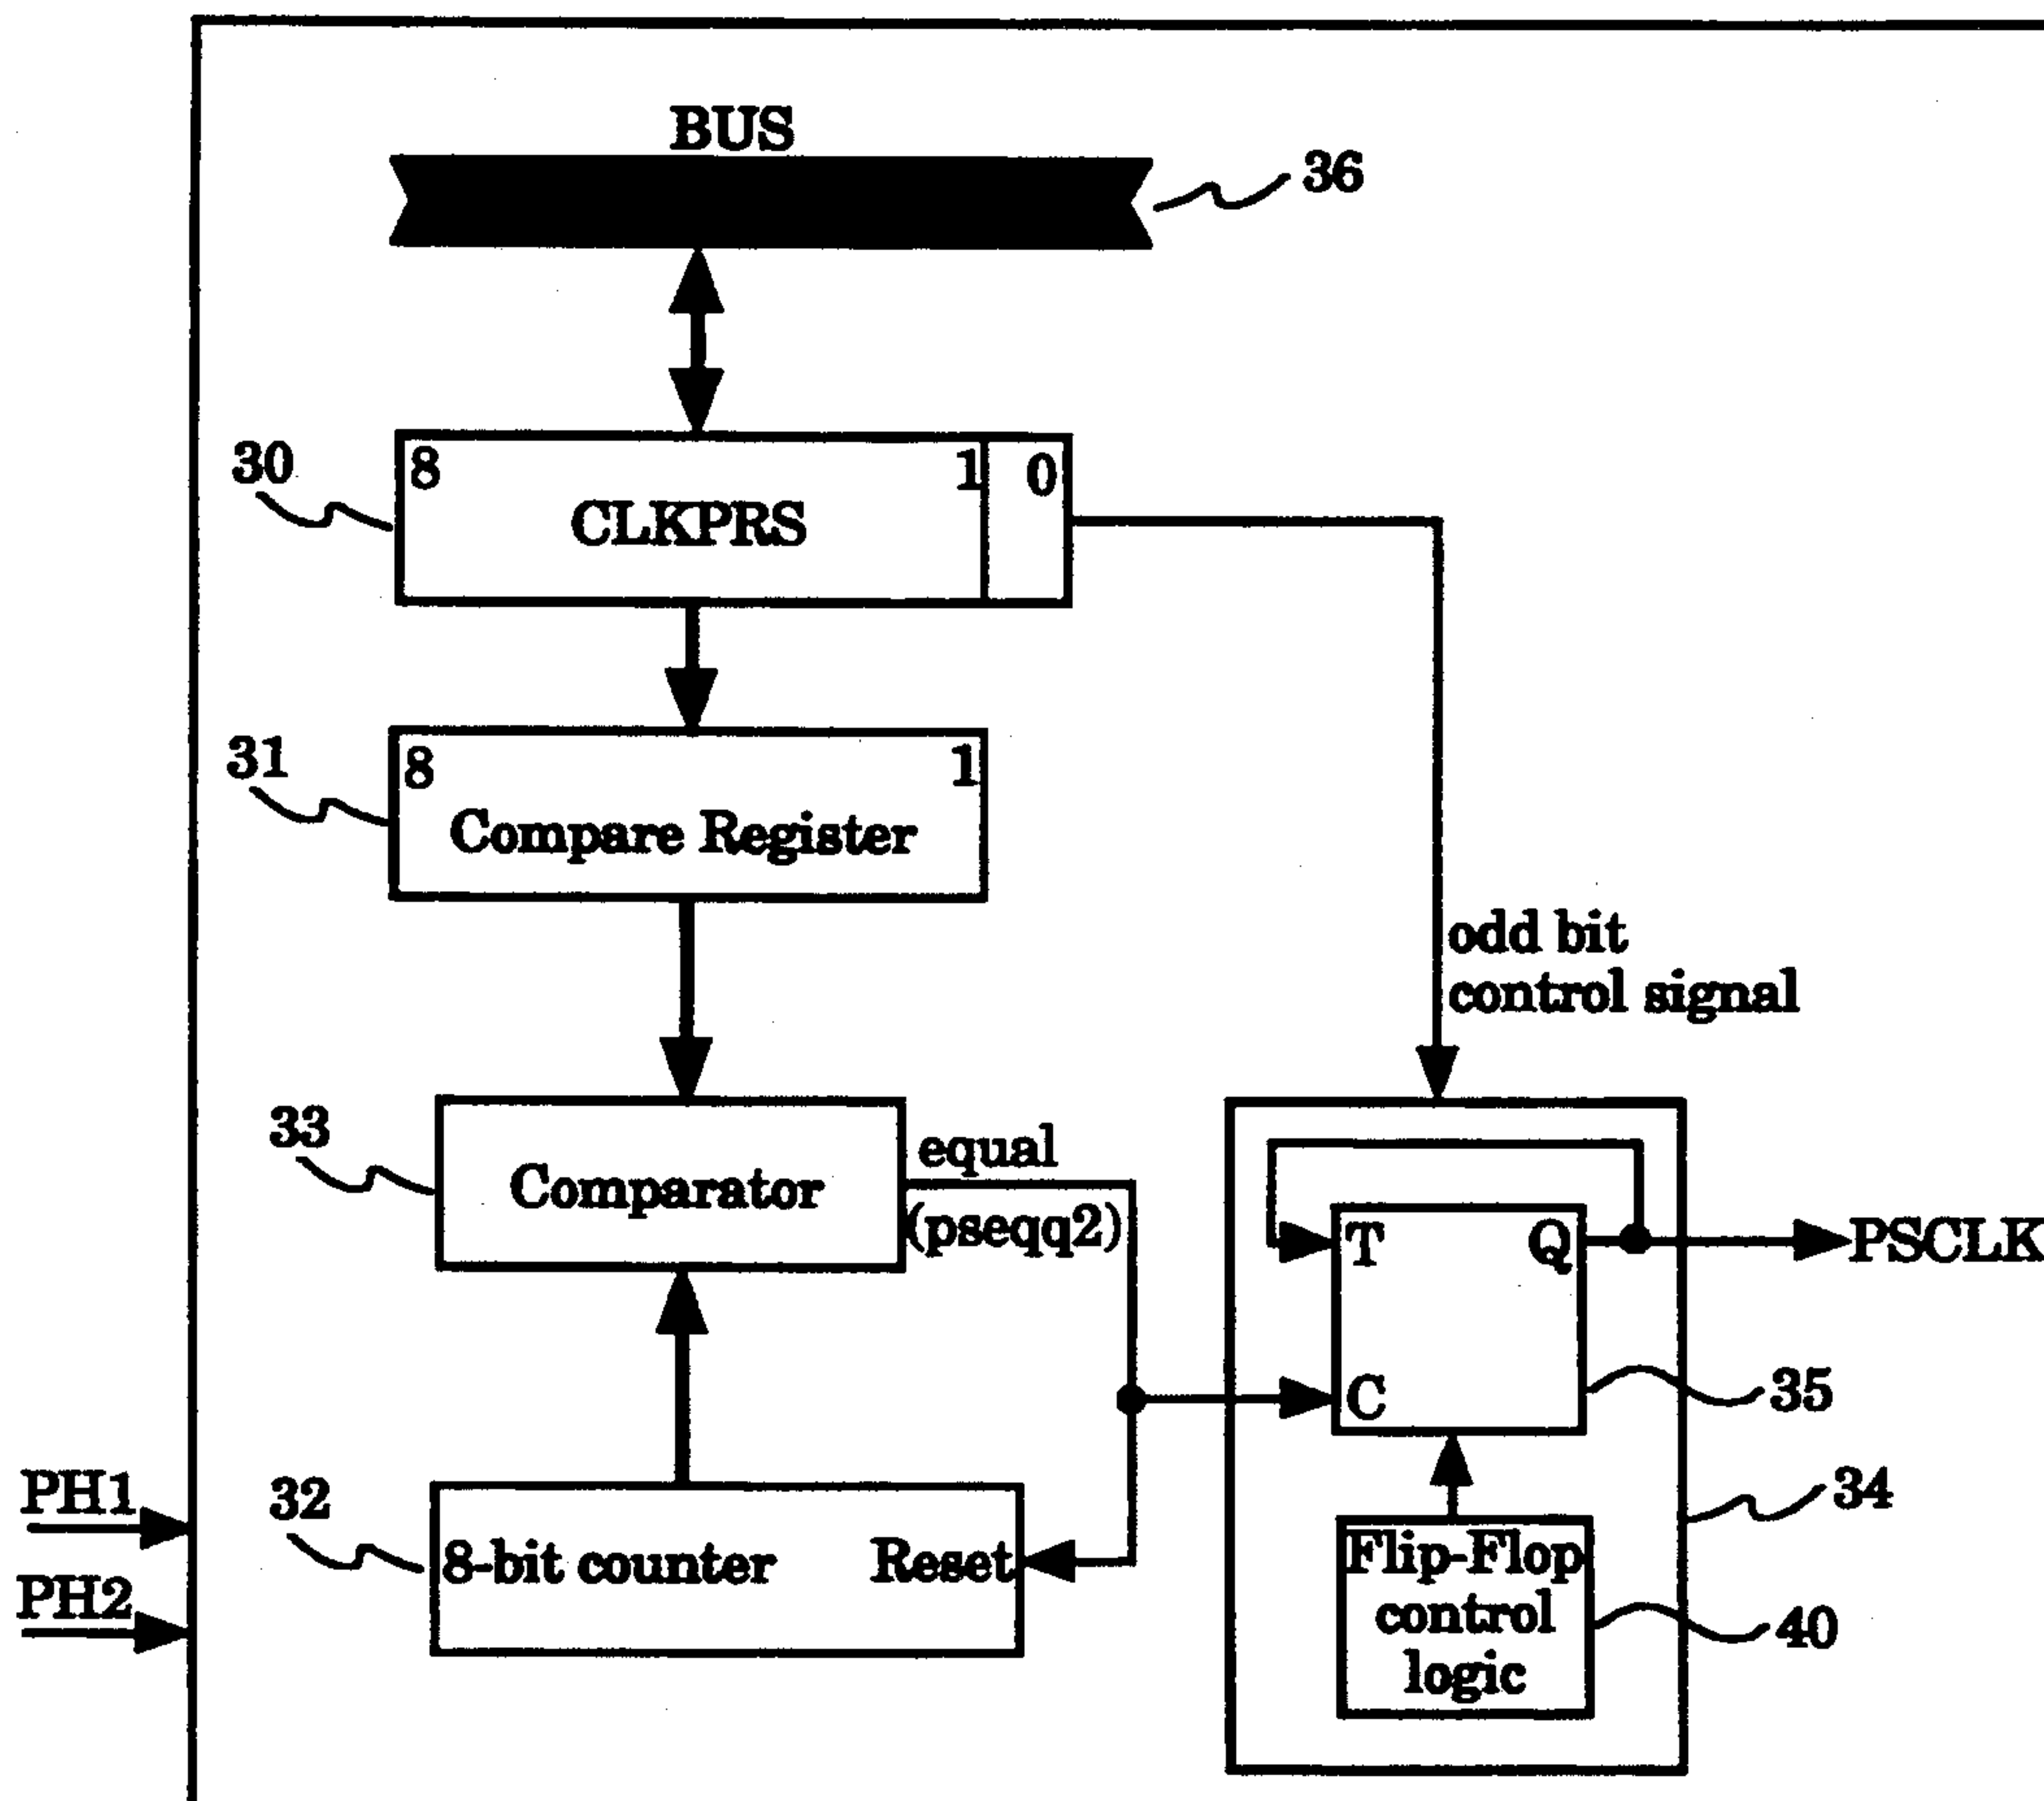 BUS
36
30
8 1 0
CLKPRS
31
8 1
Compare Register
odd bit
control signal
33
Comparator
equal
(pseqq2)
T Q
PSCLK
C
35
PH1
PH2
32
8-bit counter Reset
34
Flip-Flop
control
logic
40